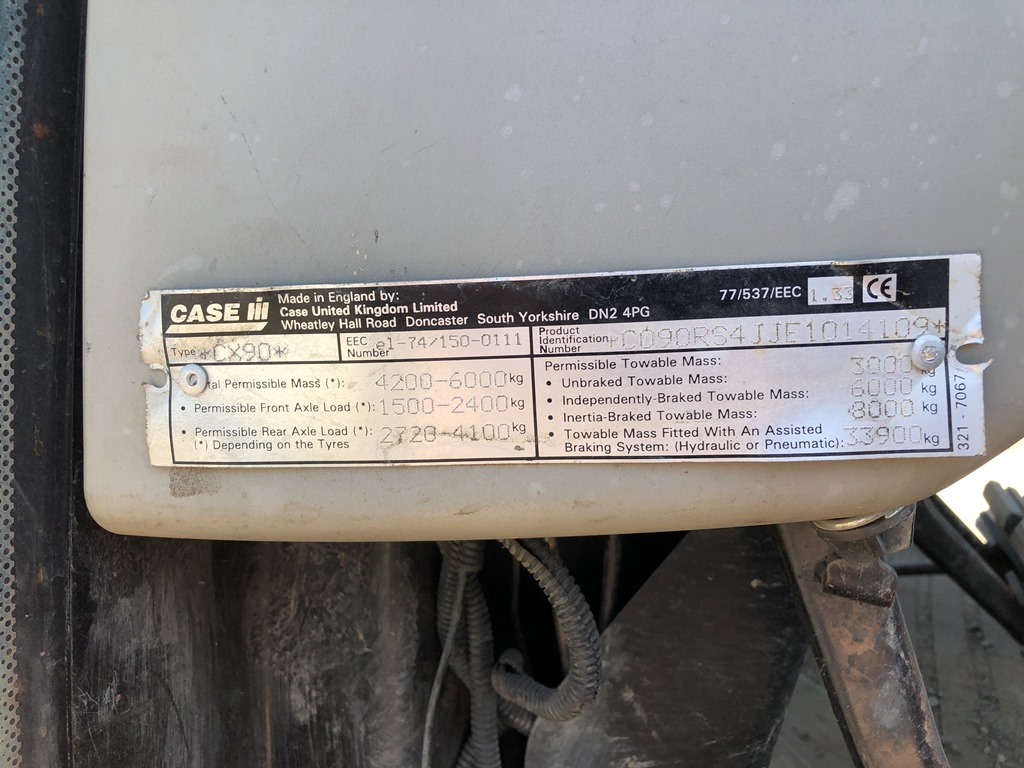 CASE IH
Made in England by:
Case United Kingdom Limited
Wheatley Hall Road Doncaster South Yorkshire DN2 4PG
77/537/EEC 1.83 CE
Type *CX90*
EEC Number e1-74/150-0111
Product Identification Number *C090RS4JJE1014109*
tal Permissible Mass (*): 4200-6000 kg
• Permissible Front Axle Load (*): 1500-2400 kg
• Permissible Rear Axle Load (*): 2720-4100 kg
(*) Depending on the Tyres
Permissible Towable Mass:
• Unbraked Towable Mass: 3000 kg
• Independently-Braked Towable Mass: 6000 kg
• Inertia-Braked Towable Mass: 8000 kg
• Towable Mass Fitted With An Assisted
Braking System: (Hydraulic or Pneumatic): 33900 kg
321-7067